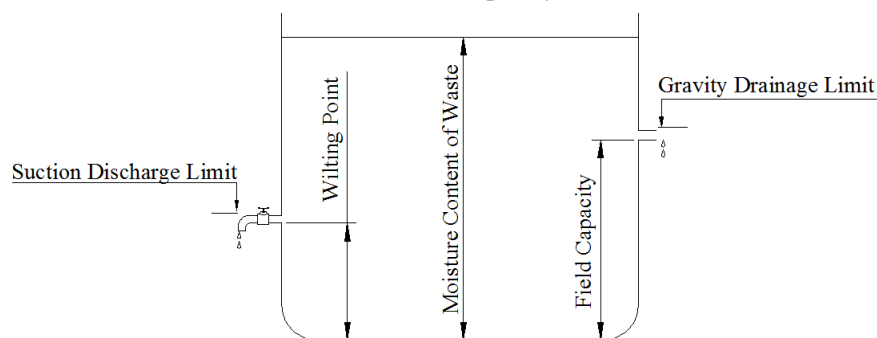 Gravity Drainage Limit
Suction Discharge Limit
Wilting Point
Moisture Content of Waste
Field Capacity